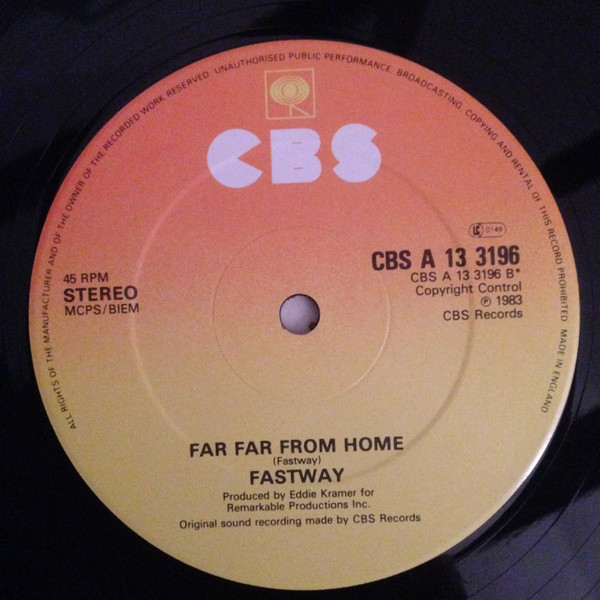 ALL RIGHTS OF THE MANUFACTURER AND OF THE OWNER OF THE RECORDED WORK RESERVED. UNAUTHORISED PUBLIC PERFORMANCE, BROADCASTING, COPYING AND RENTAL OF THIS RECORD PROHIBITED. MADE IN ENGLAND
CBS
LC 0149
CBS A 13 3196
CBS A 13 3196 B*
Copyright Control
℗ 1983
CBS Records
45 RPM
STEREO
MCPS/BIEM
FAR FAR FROM HOME
(Fastway)
FASTWAY
Produced by Eddie Kramer for
Remarkable Productions Inc.
Original sound recording made by CBS Records